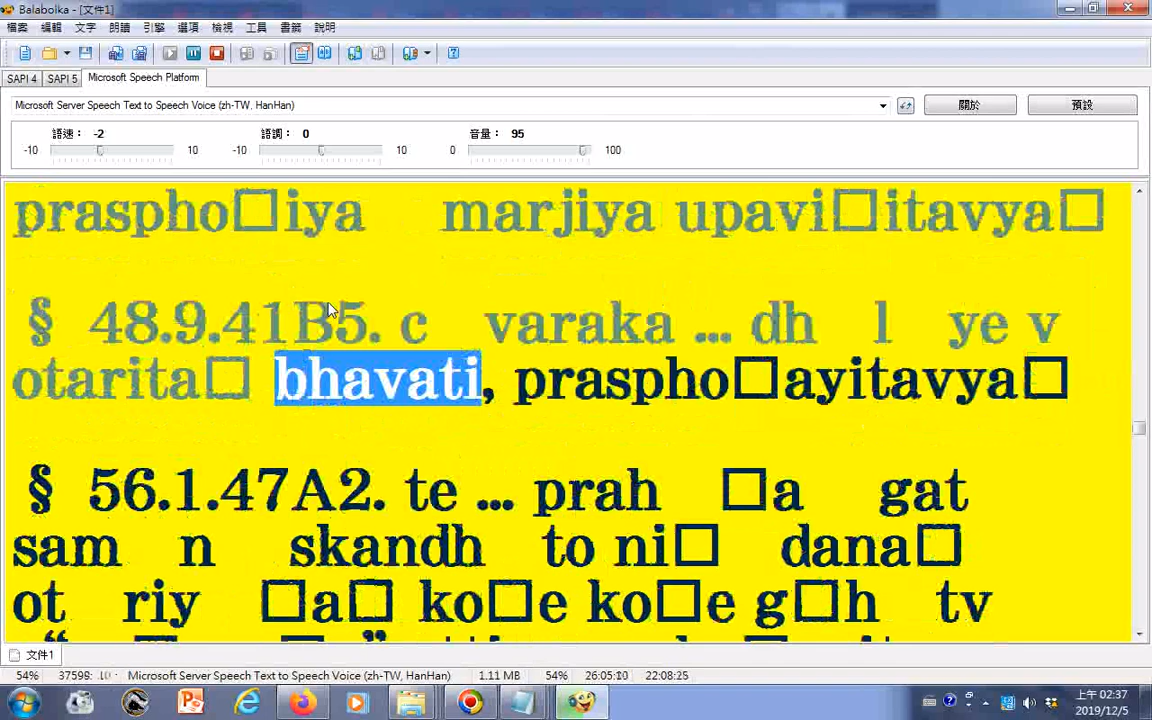 Balabolka - [文件1]
檔案 編輯 文字 朗讀 引擎 選項 檢視 工具 書籤 說明
SAPI 4 SAPI 5 Microsoft Speech Platform
Microsoft Server Speech Text to Speech Voice (zh-TW, HanHan) 關於 預設
語速： -2 語調： 0 音量： 95
-10 10 -10 10 0 100
praspho□iya marjiya upavi□itavya□
§ 48.9.41B5. c varaka ... dh l ye v
otarita□ bhavati, praspho□ayitavya□
§ 56.1.47A2. te ... prah □a gat
sam n skandh to ni□ dana□
ot riy □a□ ko□e ko□e g□h tv
文件1
54% Microsoft Server Speech Text to Speech Voice (zh-TW, HanHan) 1.11 MB 54% 26:05:10 22:08:25
上午 02:37
2019/12/5